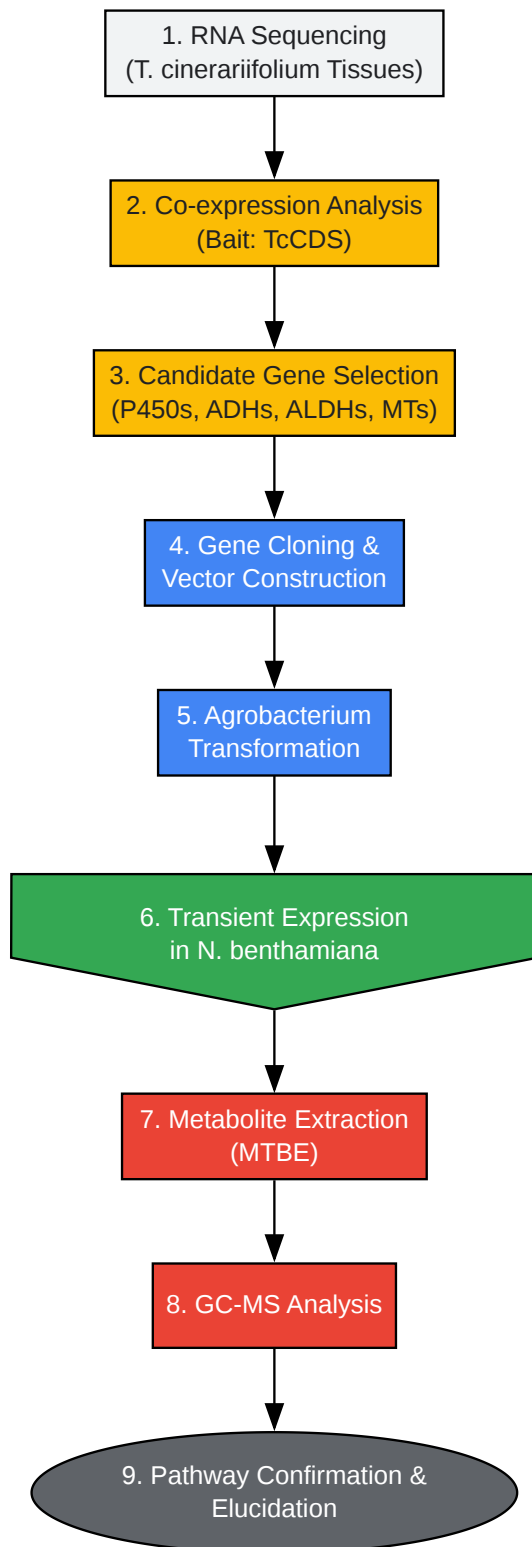 1. RNA Sequencing
(T. cinerariifolium Tissues)
2. Co-expression Analysis
(Bait: TcCDS)
3. Candidate Gene Selection
(P450s, ADHs, ALDHs, MTs)
4. Gene Cloning &
Vector Construction
5. Agrobacterium
Transformation
6. Transient Expression
in N. benthamiana
7. Metabolite Extraction
(MTBE)
8. GC-MS Analysis
9. Pathway Confirmation &
Elucidation